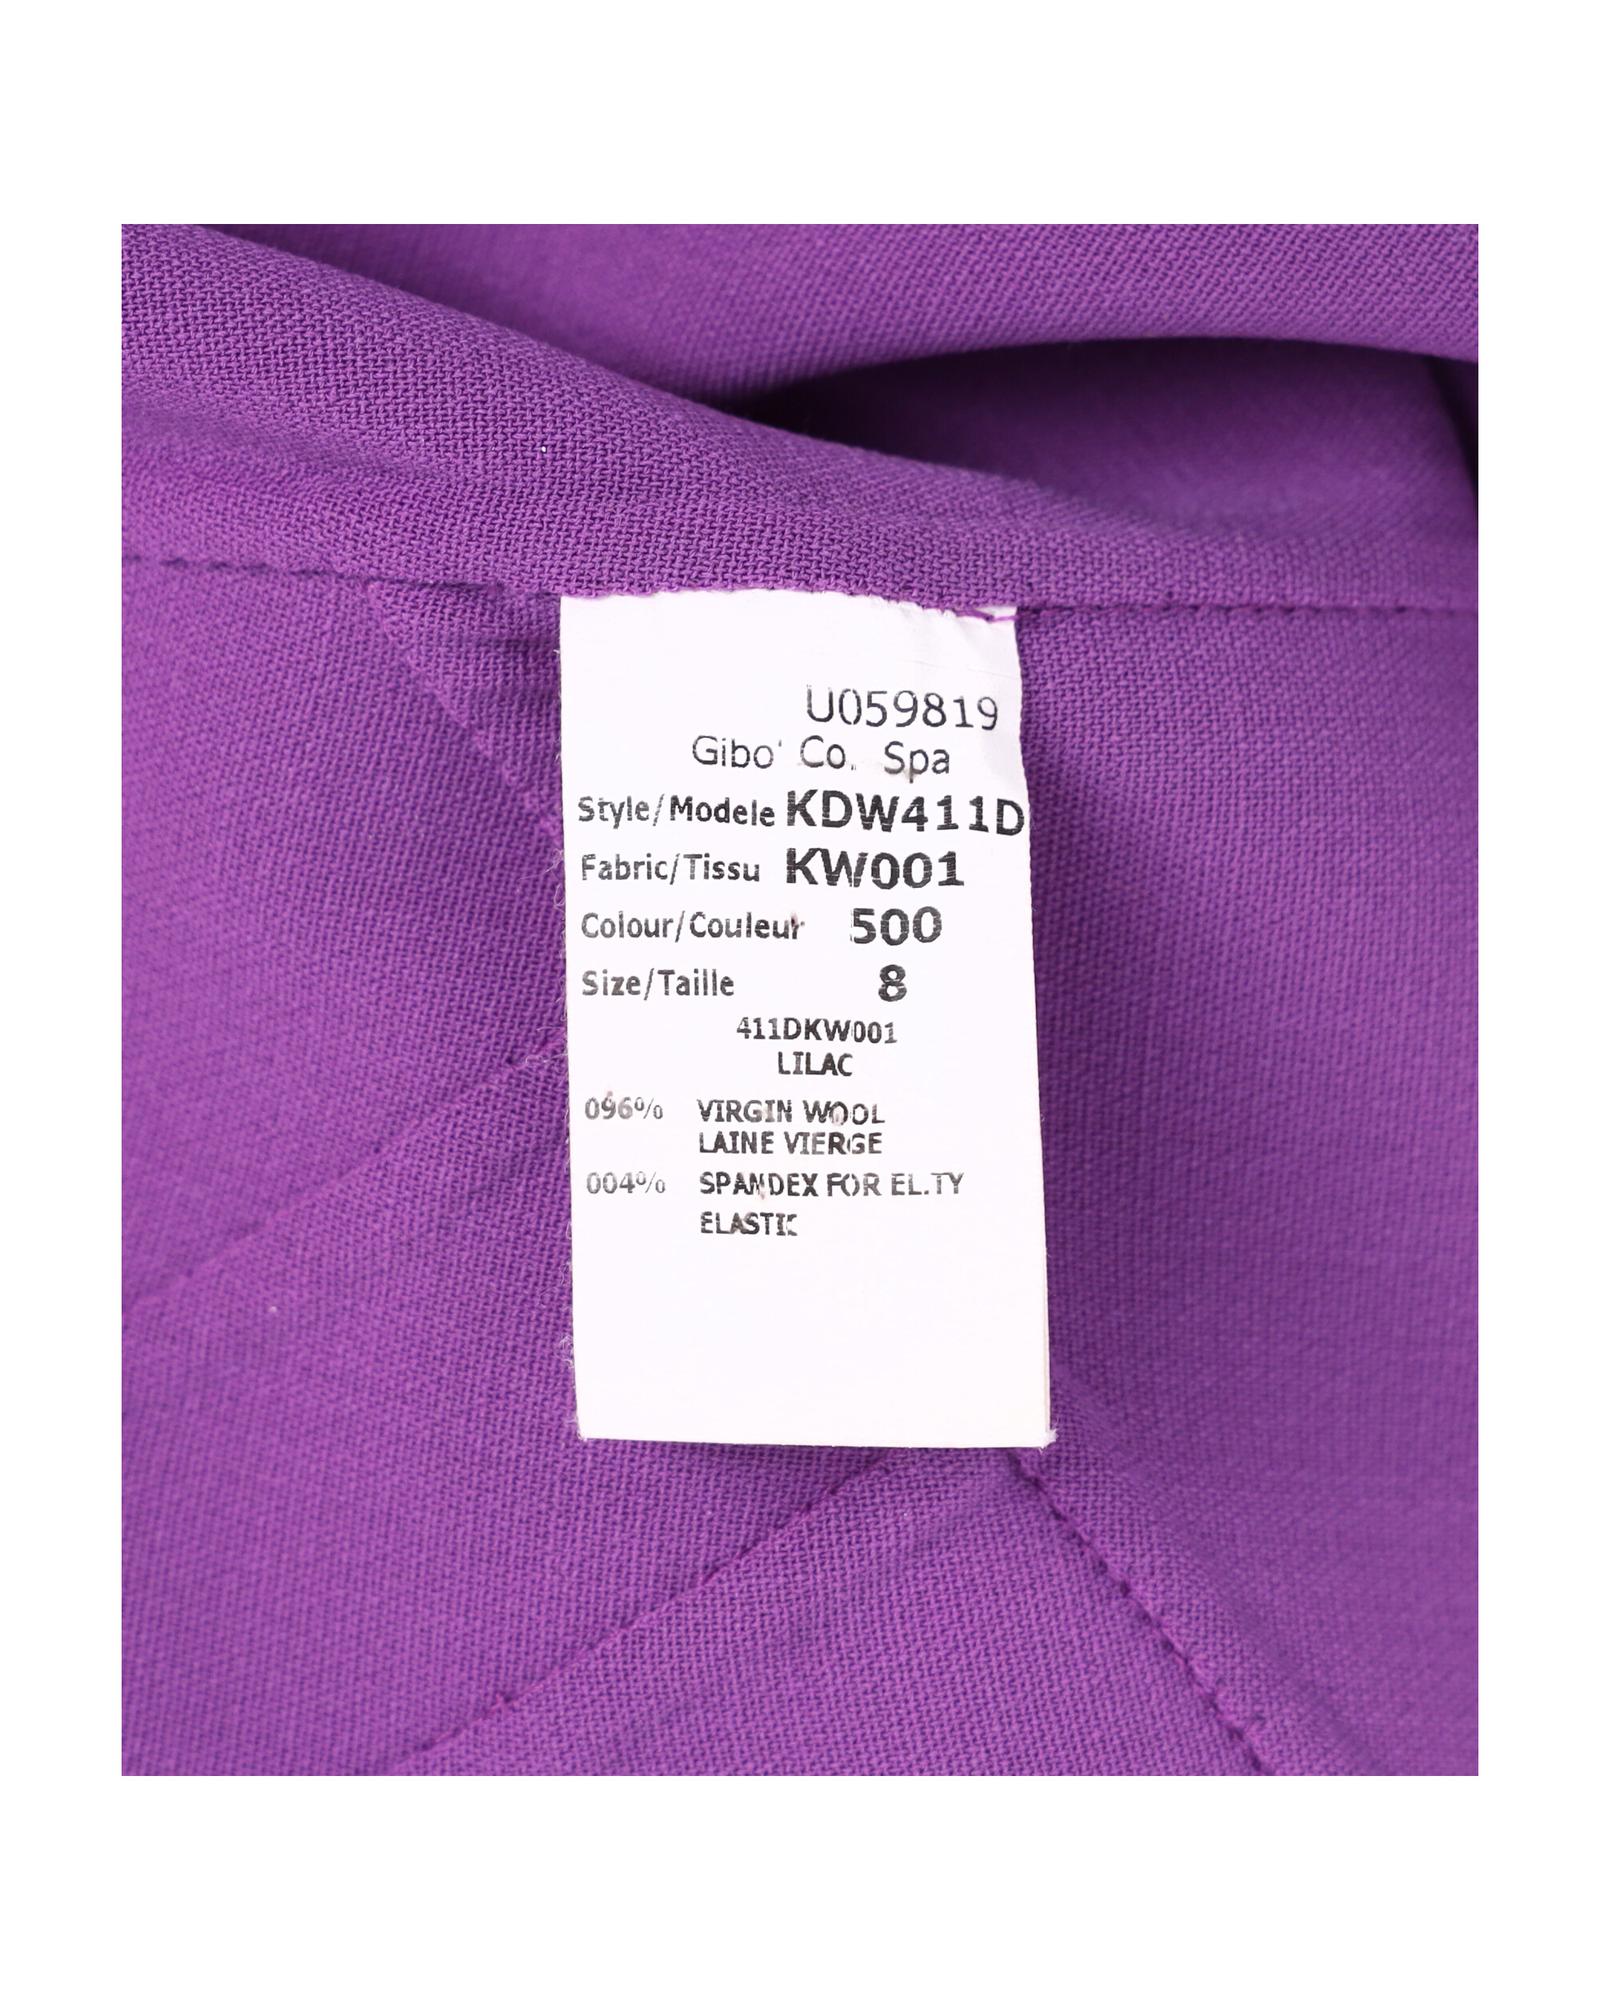 U059819
Gibo' Co. Spa
Style/Modele KDW411D
Fabric/Tissu KW001
Colour/Couleur 500
Size/Taille 8
411DKW001
LILAC
096% VIRGIN WOOL
LAINE VIERGE
004% SPANDEX FOR EL.TY
ELASTIC